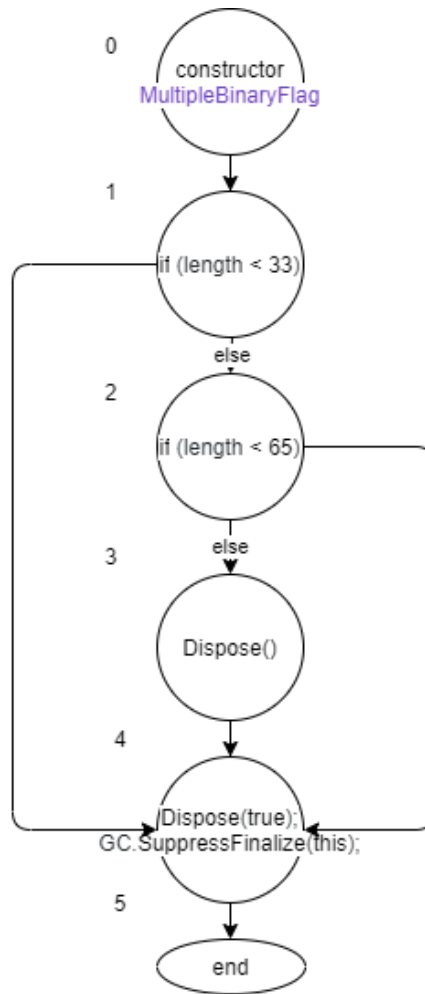 0
constructor
MultipleBinaryFlag
1
if (length < 33)
else
2
if (length < 65)
else
3
Dispose()
4
Dispose(true);
GC.SuppressFinalize(this);
5
end